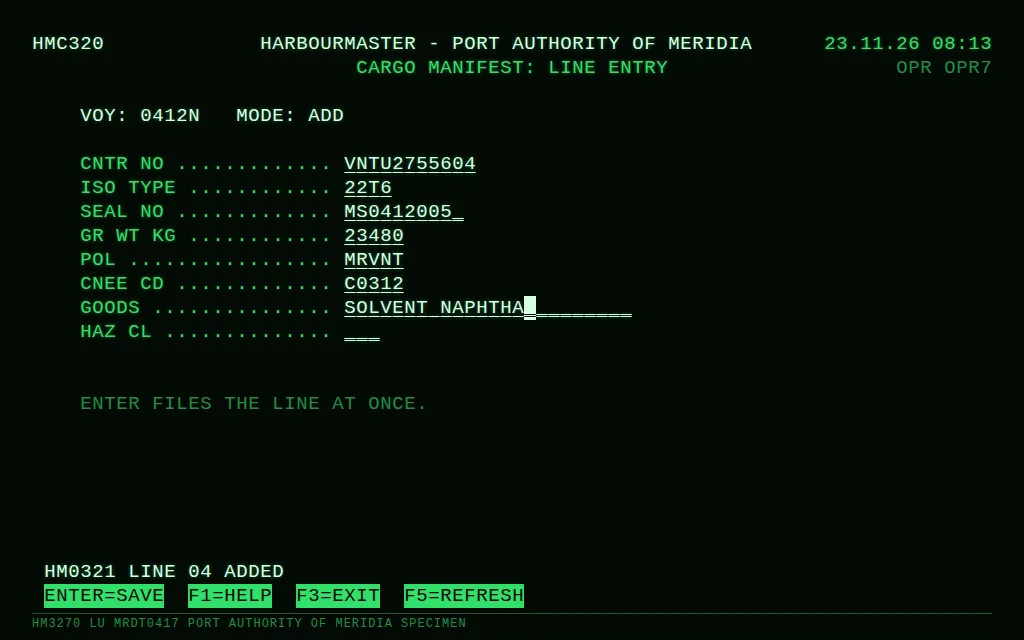 HMC320 HARBOURMASTER - PORT AUTHORITY OF MERIDIA 23.11.26 08:13
CARGO MANIFEST: LINE ENTRY OPR OPR7
VOY: 0412N MODE: ADD
CNTR NO ............. VNTU2755604
ISO TYPE ............ 22T6
SEAL NO ............. MS0412005_
GR WT KG ............ 23480
POL ................. MRVNT
CNEE CD ............. C0312
GOODS ............... SOLVENT NAPHTHA_________
HAZ CL .............. ___
ENTER FILES THE LINE AT ONCE.
HM0321 LINE 04 ADDED
ENTER=SAVE F1=HELP F3=EXIT F5=REFRESH
HM3270 LU MRDT0417 PORT AUTHORITY OF MERIDIA SPECIMEN